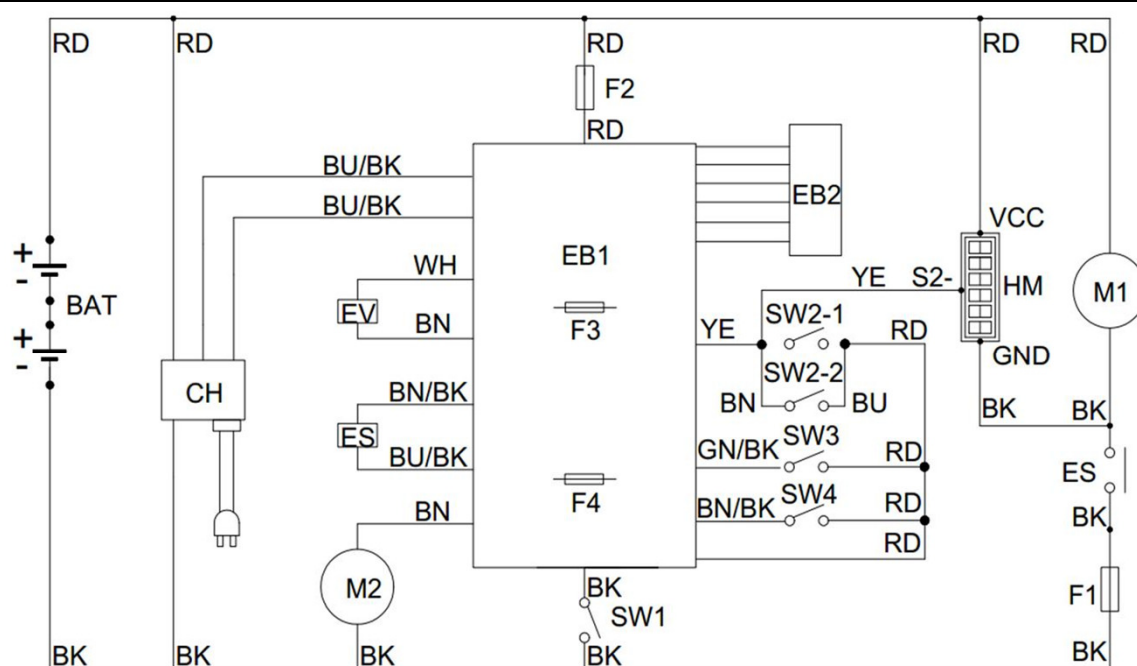 RD RD RD RD RD
F2
RD
BU/BK
EB2
BU/BK
VCC
WH
EB1
+
-
BAT
YE S2- HM M1
EV
F3
SW2-1
BN
YE RD
+
-
GND
SW2-2
CH
BN/BK
BN BU
BK BK
ES
GN/BK SW3
BU/BK
RD
ES
F4
SW4
BN
BN/BK RD
BK
RD
M2
BK
F1
SW1
BK BK BK BK BK